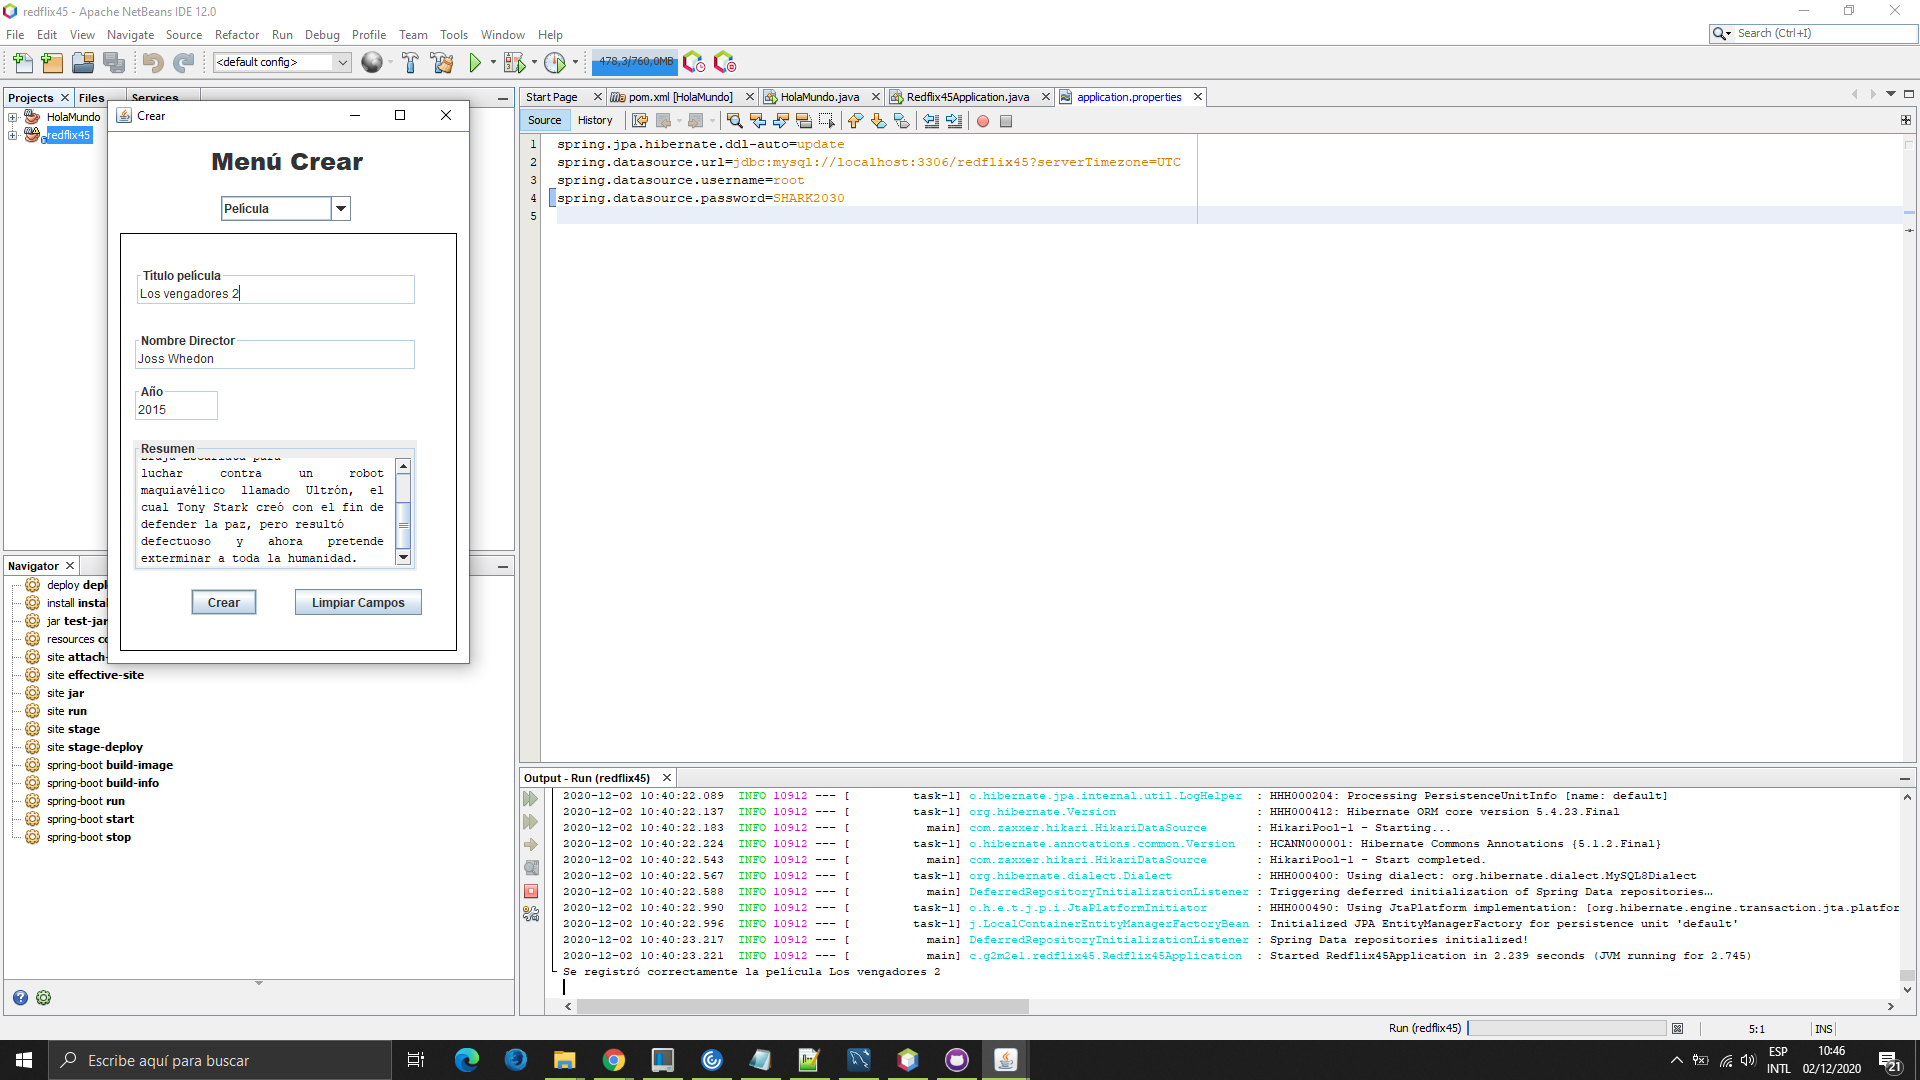 redflix45 - Apache NetBeans IDE 12.0
File Edit View Navigate Source Refactor Run Debug Profile Team Tools Window Help
Search (Ctrl+I)
<default config>
478,3/760,0MB
Projects Files Services
HolaMundo
redflix45
Crear
Menú Crear
Película
Título película
Los vengadores 2
Nombre Director
Joss Whedon
Año
2015
Resumen
luchar contra un robot
maquiavélico llamado Ultrón, el
cual Tony Stark creó con el fin de
defender la paz, pero resultó
defectuoso y ahora pretende
exterminar a toda la humanidad.
Crear Limpiar Campos
Navigator
deploy
install
jar test-jar
resources
site
site effective-site
site jar
site run
site stage
site stage-deploy
spring-boot build-image
spring-boot build-info
spring-boot run
spring-boot start
spring-boot stop
Start Page pom.xml [HolaMundo] HolaMundo.java Redflix45Application.java application.properties
Source History
1 spring.jpa.hibernate.ddl-auto=update
2 spring.datasource.url=jdbc:mysql://localhost:3306/redflix45?serverTimezone=UTC
3 spring.datasource.username=root
4 spring.datasource.password=SHARK2030
5
Output - Run (redflix45)
2020-12-02 10:40:22.089 INFO 10912 --- [ task-1] o.hibernate.jpa.internal.util.LogHelper : HHH000204: Processing PersistenceUnitInfo [name: default]
2020-12-02 10:40:22.137 INFO 10912 --- [ task-1] org.hibernate.Version : HHH000412: Hibernate ORM core version 5.4.23.Final
2020-12-02 10:40:22.183 INFO 10912 --- [ main] com.zaxxer.hikari.HikariDataSource : HikariPool-1 - Starting...
2020-12-02 10:40:22.224 INFO 10912 --- [ task-1] o.hibernate.annotations.common.Version : HCANN000001: Hibernate Commons Annotations {5.1.2.Final}
2020-12-02 10:40:22.543 INFO 10912 --- [ main] com.zaxxer.hikari.HikariDataSource : HikariPool-1 - Start completed.
2020-12-02 10:40:22.567 INFO 10912 --- [ task-1] org.hibernate.dialect.Dialect : HHH000400: Using dialect: org.hibernate.dialect.MySQL8Dialect
2020-12-02 10:40:22.588 INFO 10912 --- [ main] DeferredRepositoryInitializationListener : Triggering deferred initialization of Spring Data repositories…
2020-12-02 10:40:22.990 INFO 10912 --- [ task-1] o.h.e.t.j.p.i.JtaPlatformInitiator : HHH000490: Using JtaPlatform implementation: [org.hibernate.engine.transaction.jta.platfor
2020-12-02 10:40:22.996 INFO 10912 --- [ task-1] j.LocalContainerEntityManagerFactoryBean : Initialized JPA EntityManagerFactory for persistence unit 'default'
2020-12-02 10:40:23.217 INFO 10912 --- [ main] DeferredRepositoryInitializationListener : Spring Data repositories initialized!
2020-12-02 10:40:23.221 INFO 10912 --- [ main] c.g2m2e1.redflix45.Redflix45Application : Started Redflix45Application in 2.239 seconds (JVM running for 2.745)
Se registró correctamente la película Los vengadores 2
Run (redflix45) 5:1 INS
Escribe aquí para buscar
ESP
INTL
10:46
02/12/2020
21